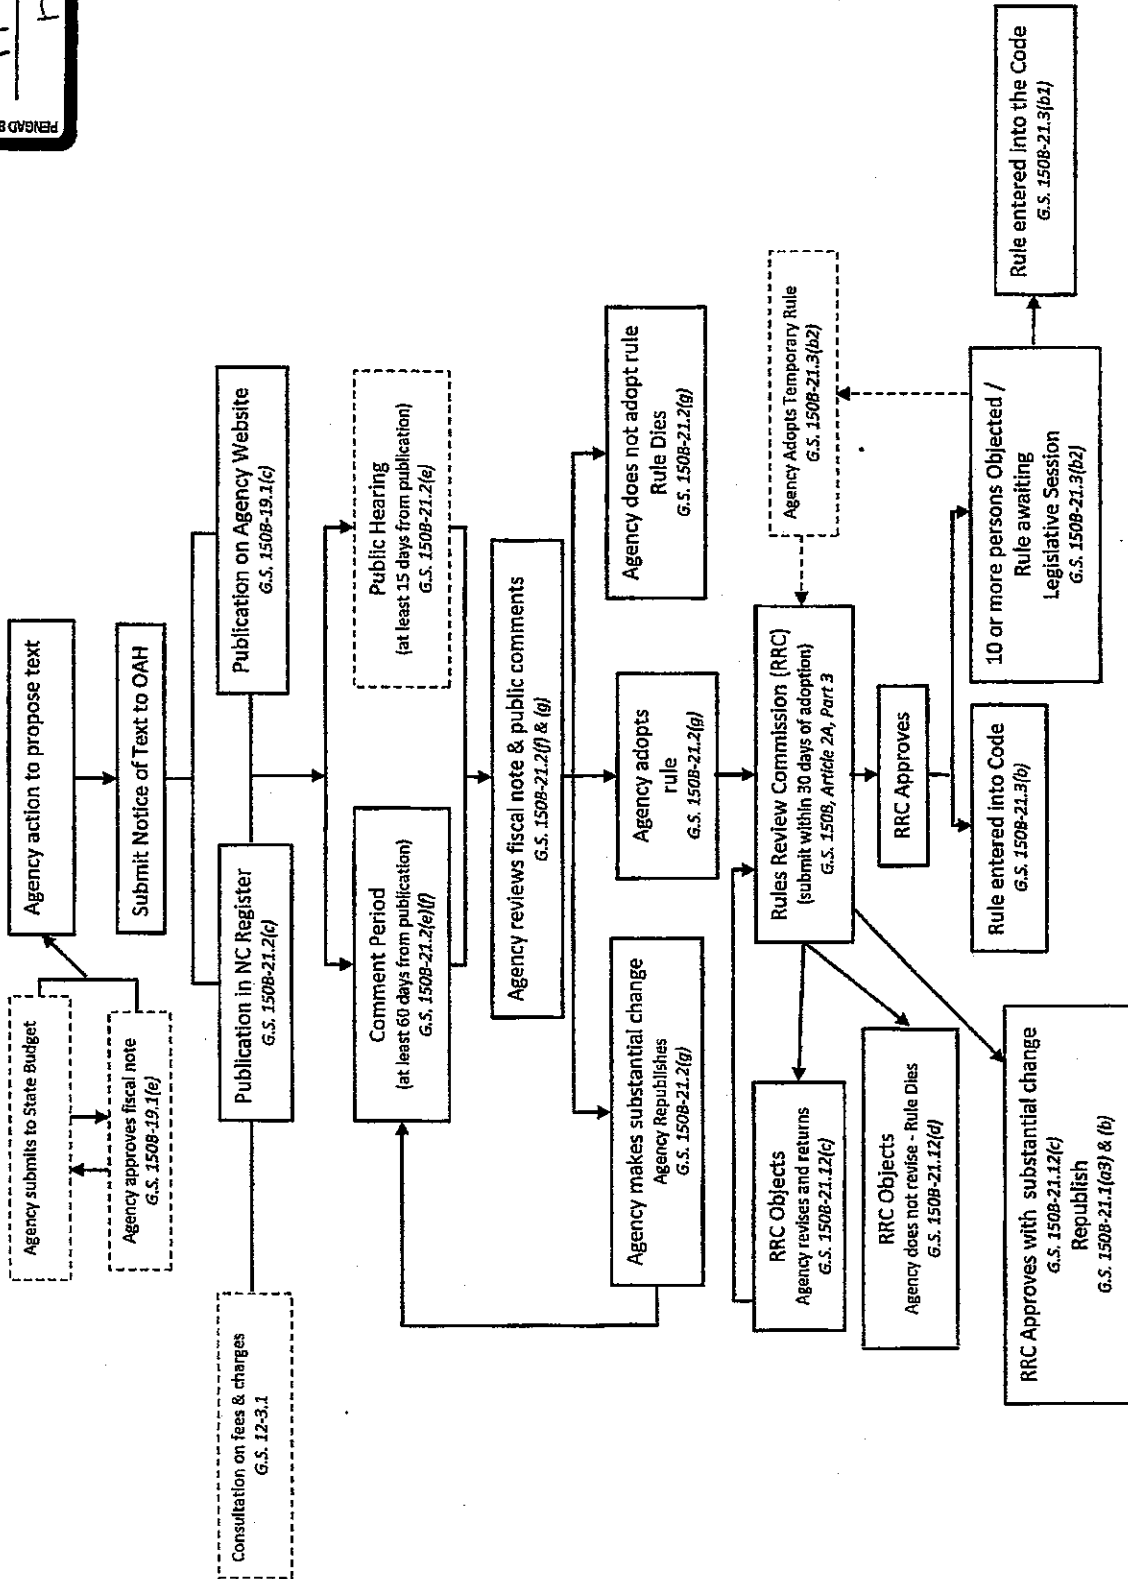 PENGAD
Agency submits to State Budget
Agency approves fiscal note
G.S. 150B-19.1(e)
Agency action to propose text
Submit Notice of Text to OAH
Consultation on fees & charges
G.S. 12-3.1
Publication in NC Register
G.S. 150B-21.2(c)
Publication on Agency Website
G.S. 150B-19.1(c)
Comment Period
(at least 60 days from publication)
G.S. 150B-21.2(e)(f)
Public Hearing
(at least 15 days from publication)
G.S. 150B-21.2(e)
Agency reviews fiscal note & public comments
G.S. 150B-21.2(f) & (g)
Agency makes substantial change
Agency Republishes
G.S. 150B-21.2(g)
Agency adopts
rule
G.S. 150B-21.2(g)
Agency does not adopt rule
Rule Dies
G.S. 150B-21.2(g)
RRC Objects
Agency revises and returns
G.S. 150B-21.12(c)
Rules Review Commission (RRC)
(submit within 30 days of adoption)
G.S. 150B, Article 2A, Part 3
Agency Adopts Temporary Rule
G.S. 150B-21.3(b2)
RRC Objects
Agency does not revise - Rule Dies
G.S. 150B-21.12(d)
RRC Approves
RRC Approves with substantial change
G.S. 150B-21.12(c)
Republish
G.S. 150B-21.1(a3) & (b)
Rule entered into Code
G.S. 150B-21.3(b)
10 or more persons Objected /
Rule awaiting
Legislative Session
G.S. 150B-21.3(b2)
Rule entered into the Code
G.S. 150B-21.3(b1)